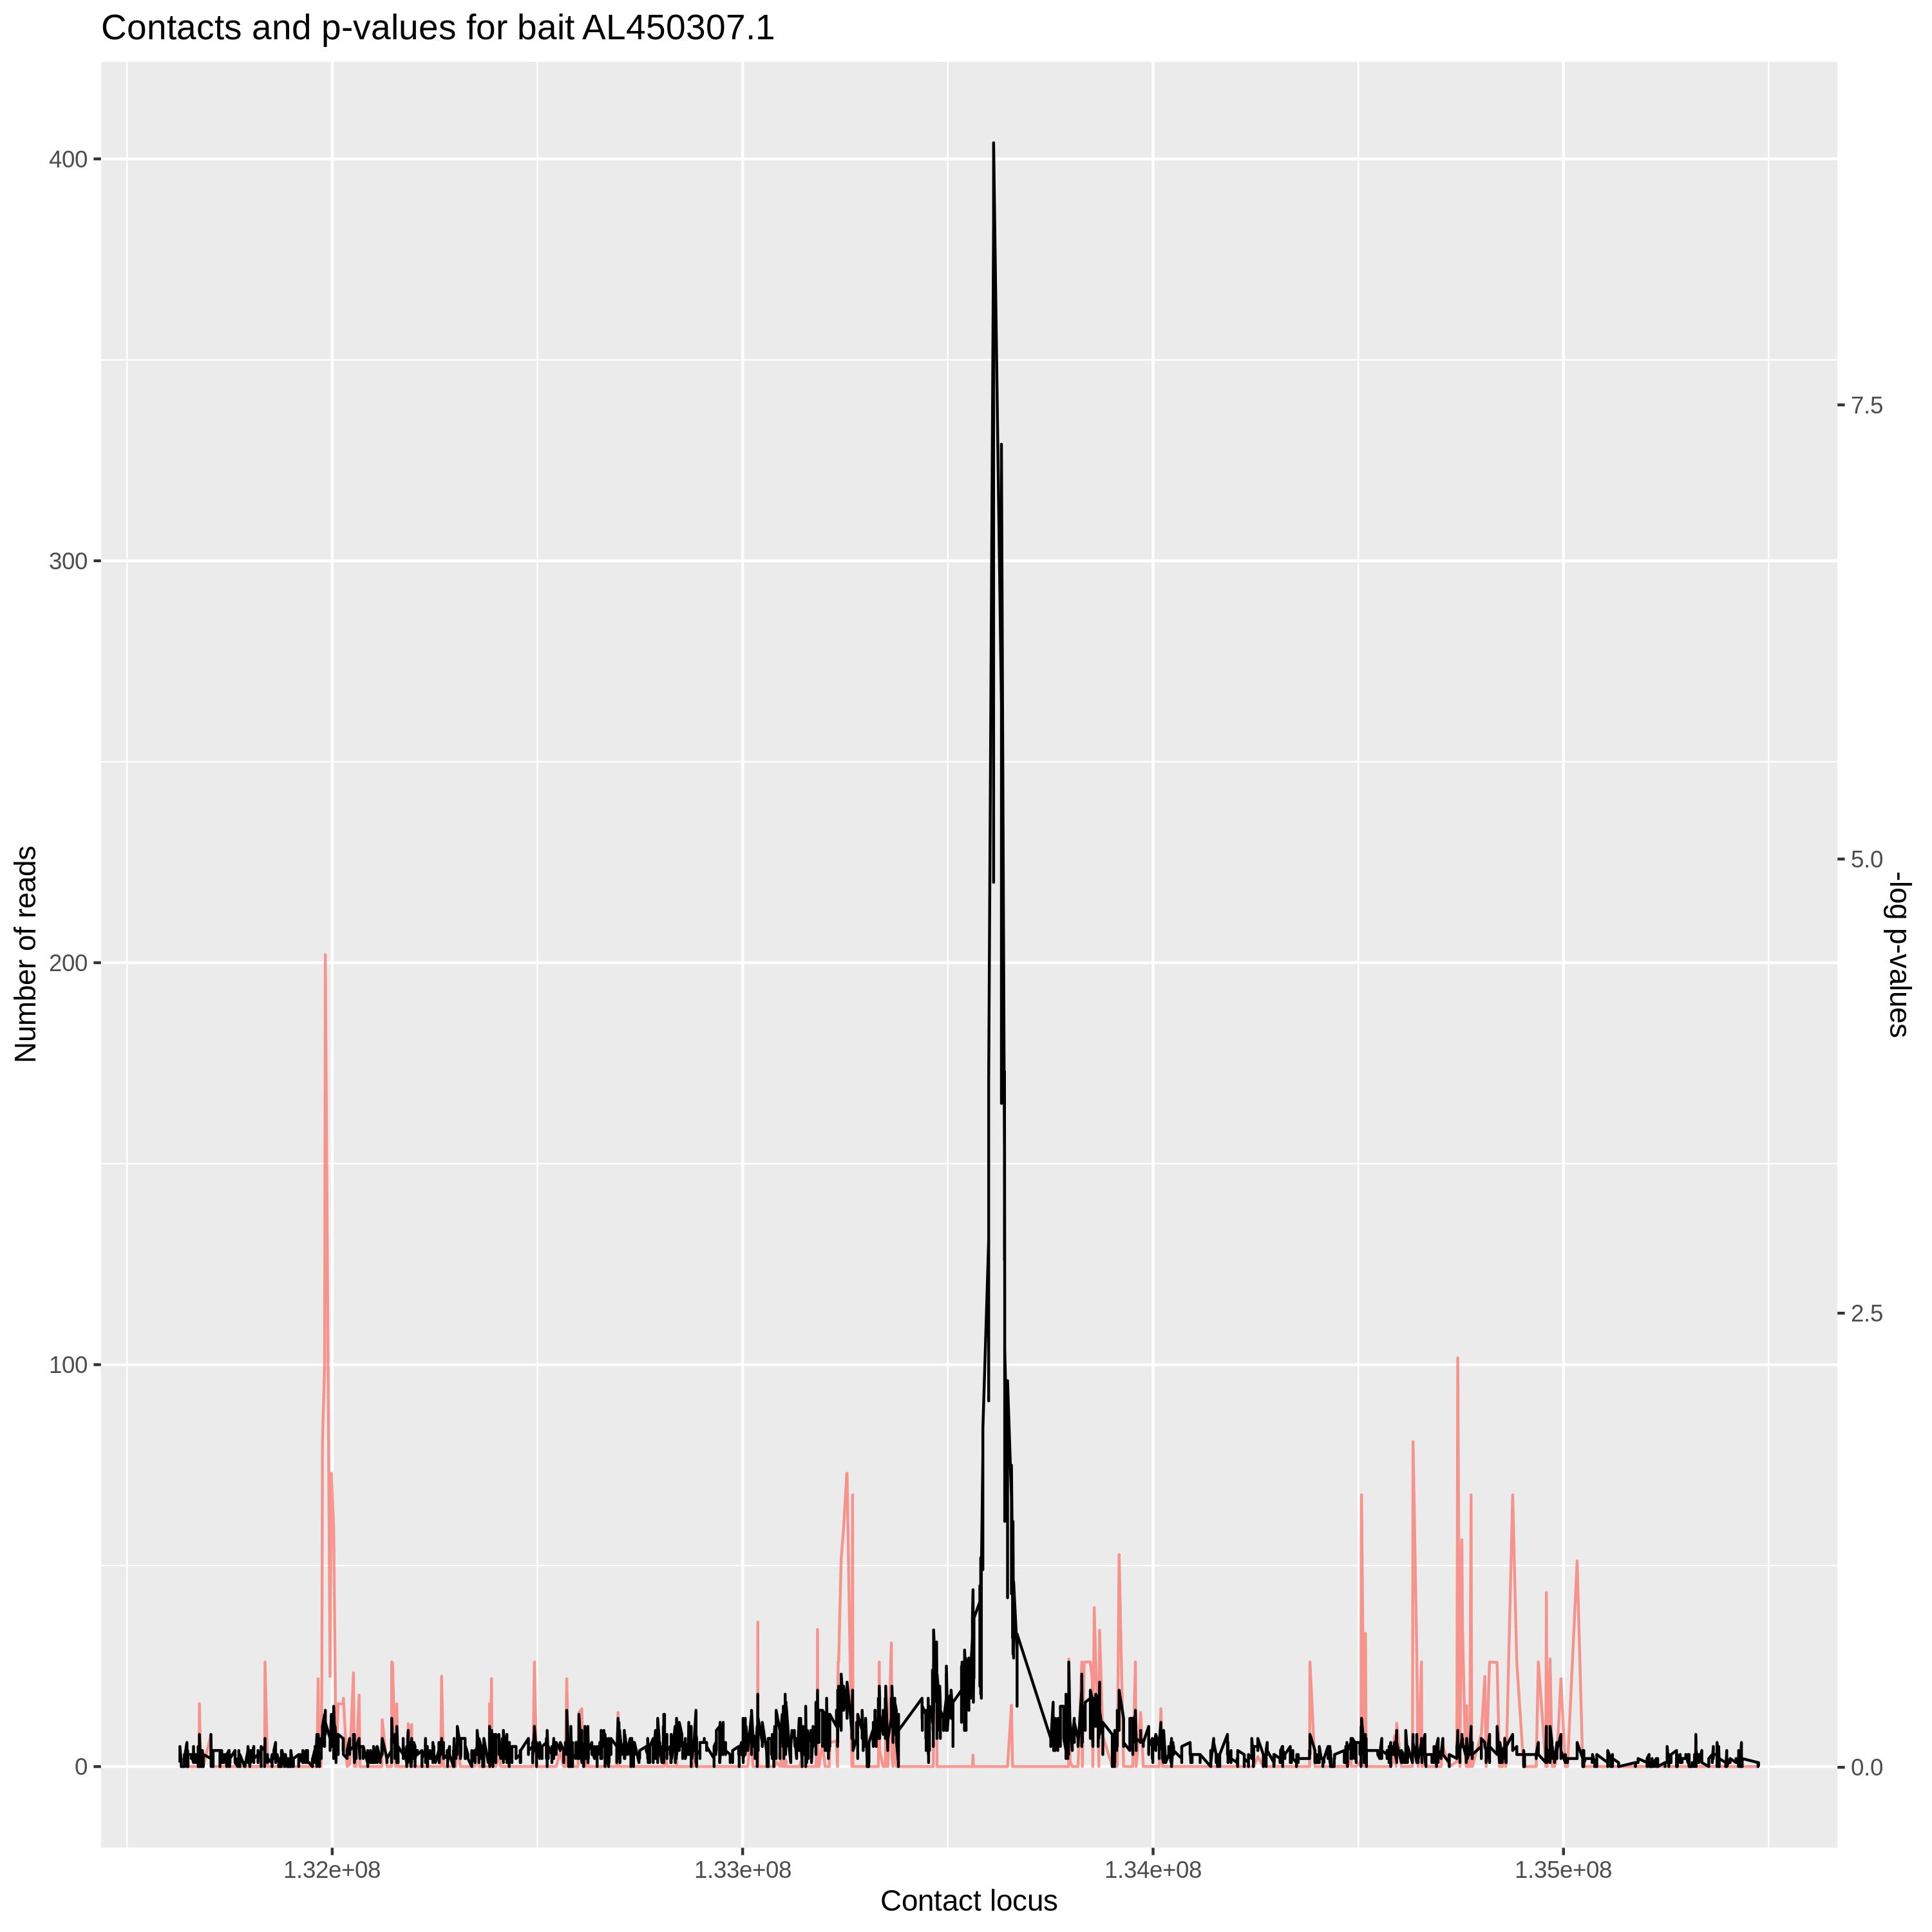 Contacts and p-values for bait AL450307.1
400
300
200
100
0
7.5
5.0
2.5
0.0
Number of reads
-log p-values
1.32e+08
1.33e+08
1.34e+08
1.35e+08
Contact locus